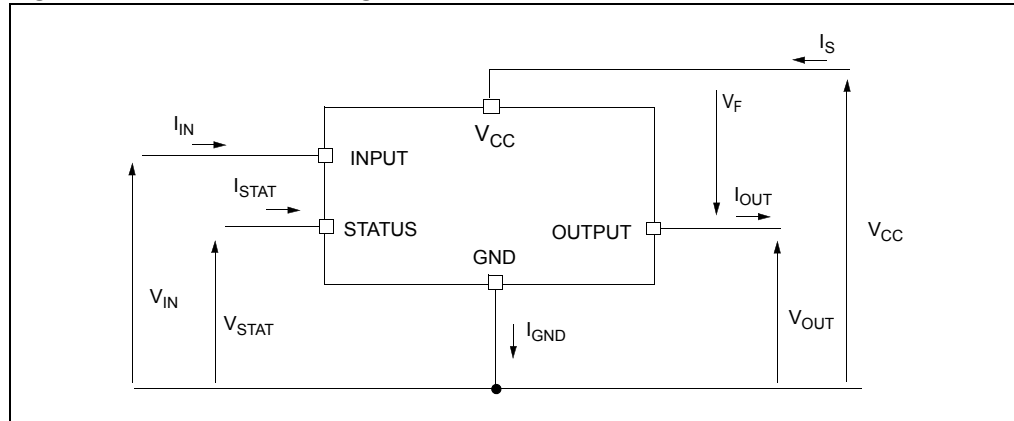 I_S
V_F
V_CC
I_IN
INPUT
I_STAT
I_OUT
STATUS
OUTPUT
V_CC
GND
V_IN
V_STAT
I_GND
V_OUT